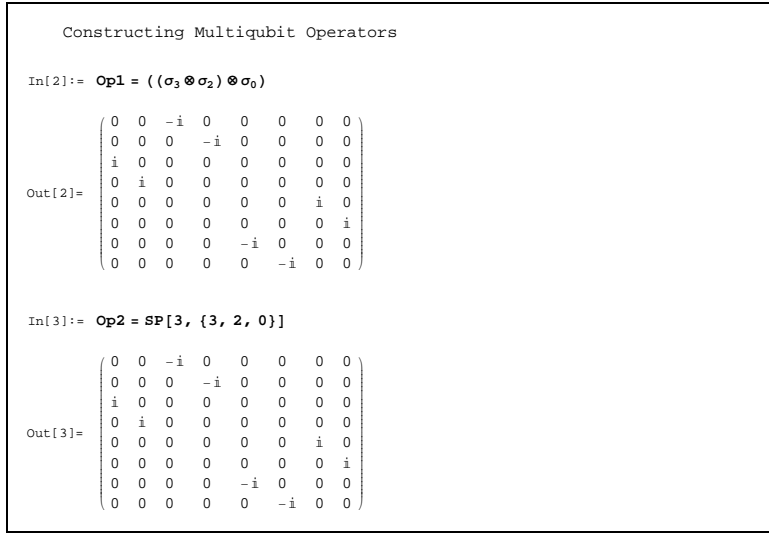 Constructing Multiqubit Operators
In[2]:= Op1 = ((σ₃⊗σ₂)⊗σ₀)
0 0 -ⅈ 0 0 0 0 0
0 0 0 -ⅈ 0 0 0 0
ⅈ 0 0 0 0 0 0 0
0 ⅈ 0 0 0 0 0 0
Out[2]= 0 0 0 0 0 0 ⅈ 0
0 0 0 0 0 0 0 ⅈ
0 0 0 0 -ⅈ 0 0 0
0 0 0 0 0 -ⅈ 0 0
In[3]:= Op2 = SP[3, {3, 2, 0}]
0 0 -ⅈ 0 0 0 0 0
0 0 0 -ⅈ 0 0 0 0
ⅈ 0 0 0 0 0 0 0
0 ⅈ 0 0 0 0 0 0
Out[3]= 0 0 0 0 0 0 ⅈ 0
0 0 0 0 0 0 0 ⅈ
0 0 0 0 -ⅈ 0 0 0
0 0 0 0 0 -ⅈ 0 0